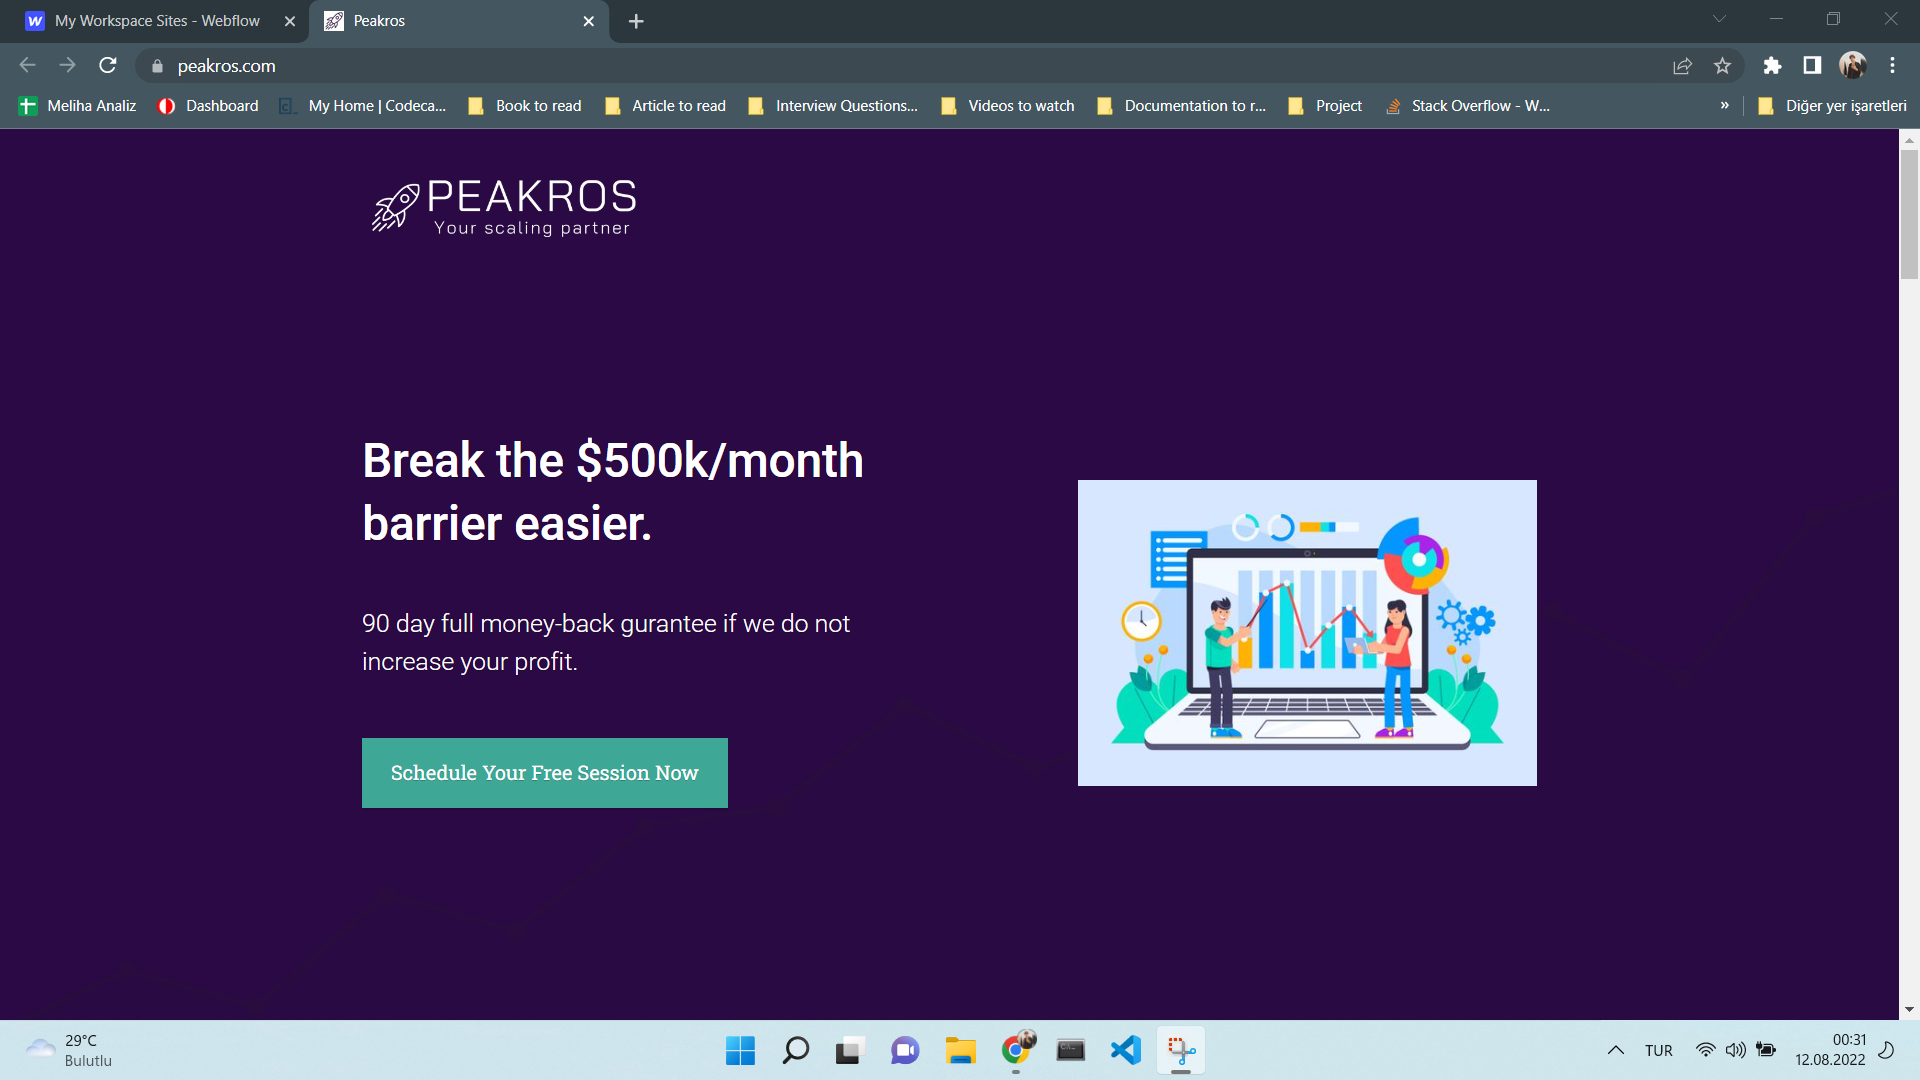 My Workspace Sites - Webflow
Peakros
peakros.com
Meliha Analiz
Dashboard
My Home | Codeca...
Book to read
Article to read
Interview Questions...
Videos to watch
Documentation to r...
Project
Stack Overflow - W...
»
Diğer yer işaretleri
PEAKROS
Your scaling partner
Break the $500k/month
barrier easier.
90 day full money-back gurantee if we do not
increase your profit.
Schedule Your Free Session Now
29°C
Bulutlu
TUR
00:31
12.08.2022